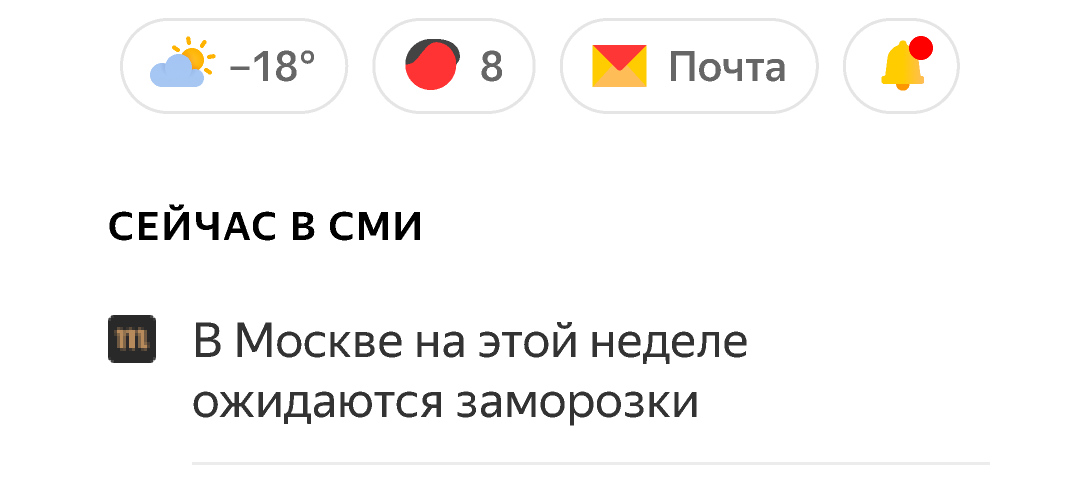 –18°
8
Почта
СЕЙЧАС В СМИ
m
В Москве на этой неделе
ожидаются заморозки